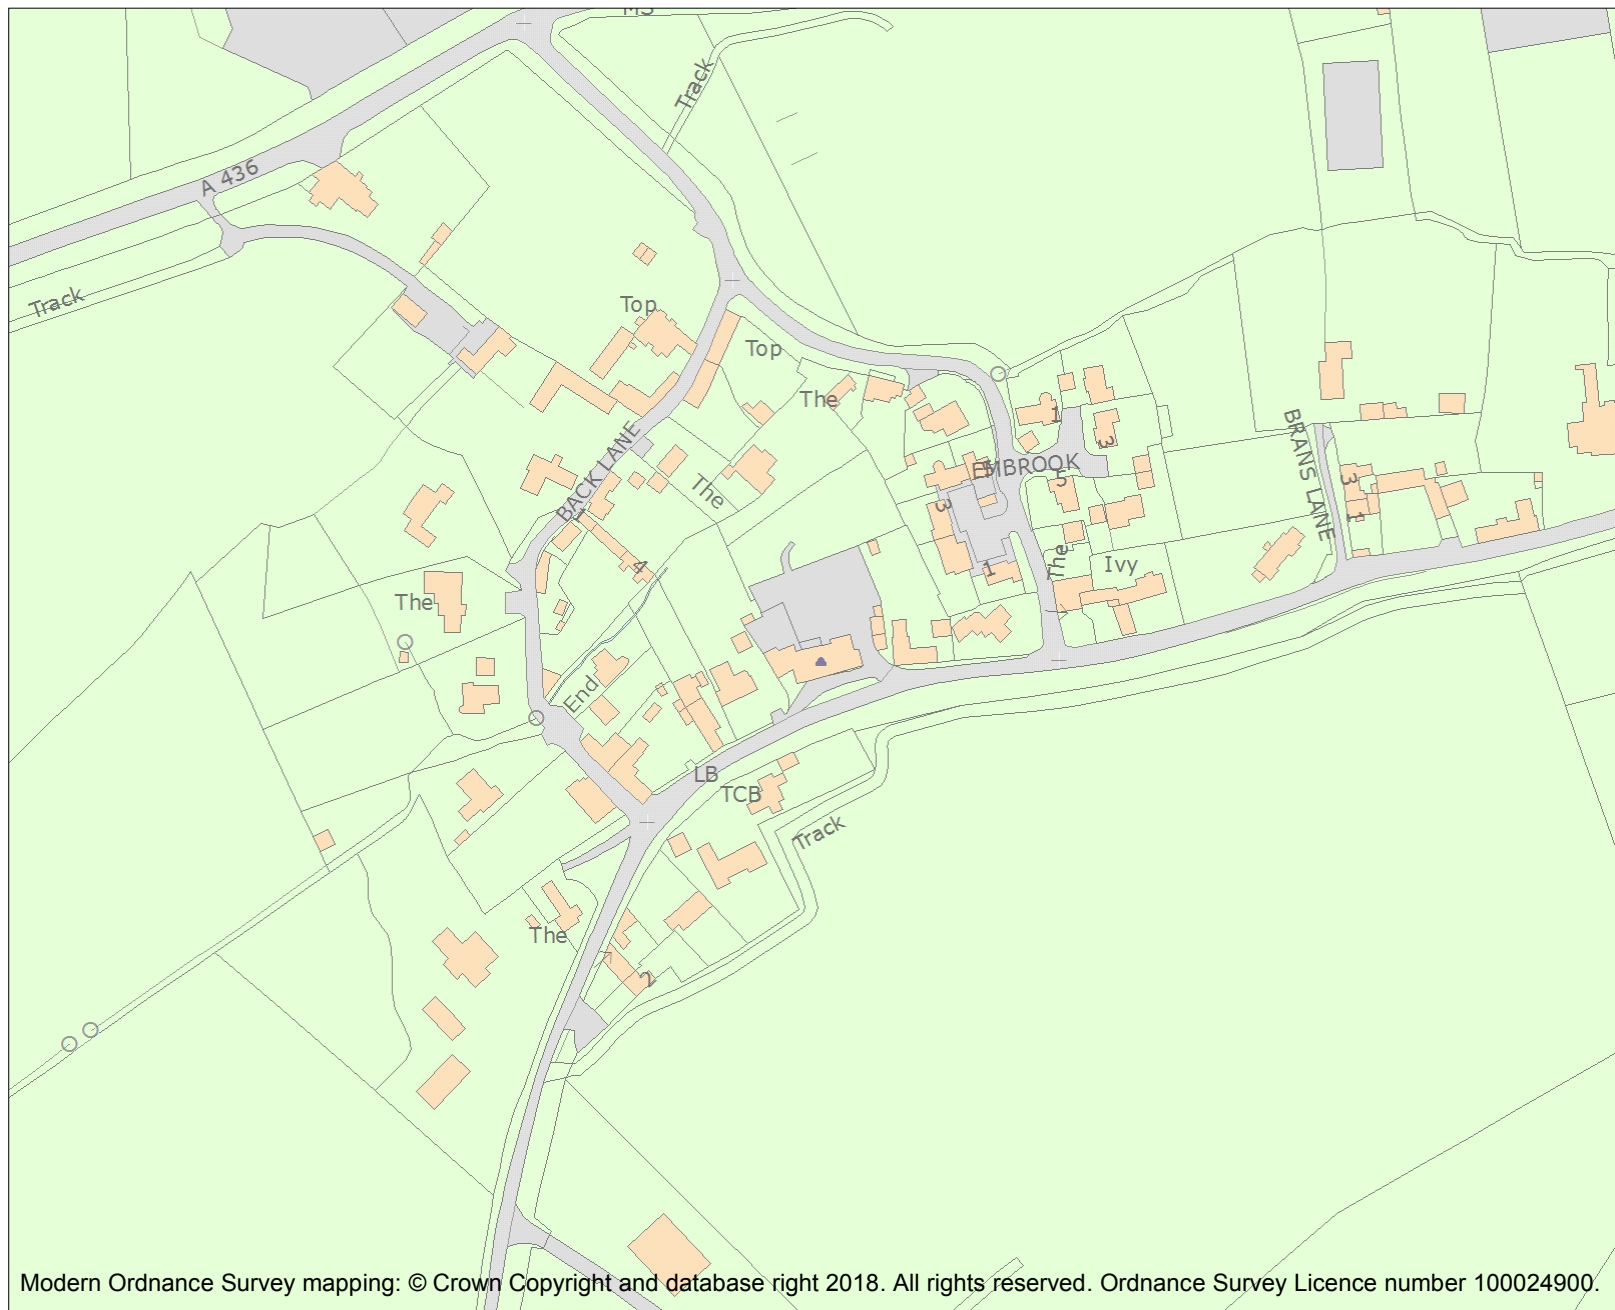 Track
A 436
Track
Top
Top
The
1
BACK LANE
EMBROOK
5
3
The
5
3
BRANS LANE
3
1
1
4
The
Ivy
1
The
End
LB
TCB
Track
The
2
Modern Ordnance Survey mapping: © Crown Copyright and database right 2018. All rights reserved. Ordnance Survey Licence number 100024900.